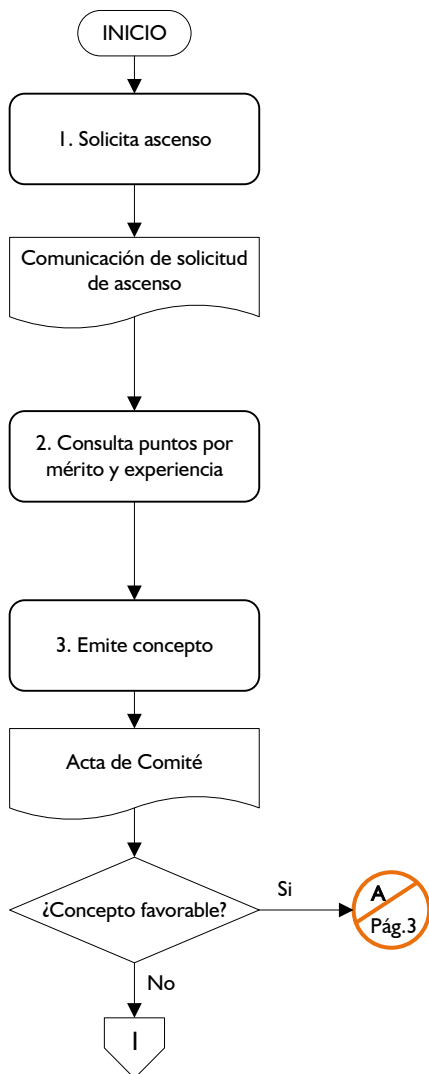 INICIO
1. Solicita ascenso
Comunicación de solicitud
de ascenso
2. Consulta puntos por
mérito y experiencia
3. Emite concepto
Acta de Comité
¿Concepto favorable?
Si
A
Pág.3
No
1